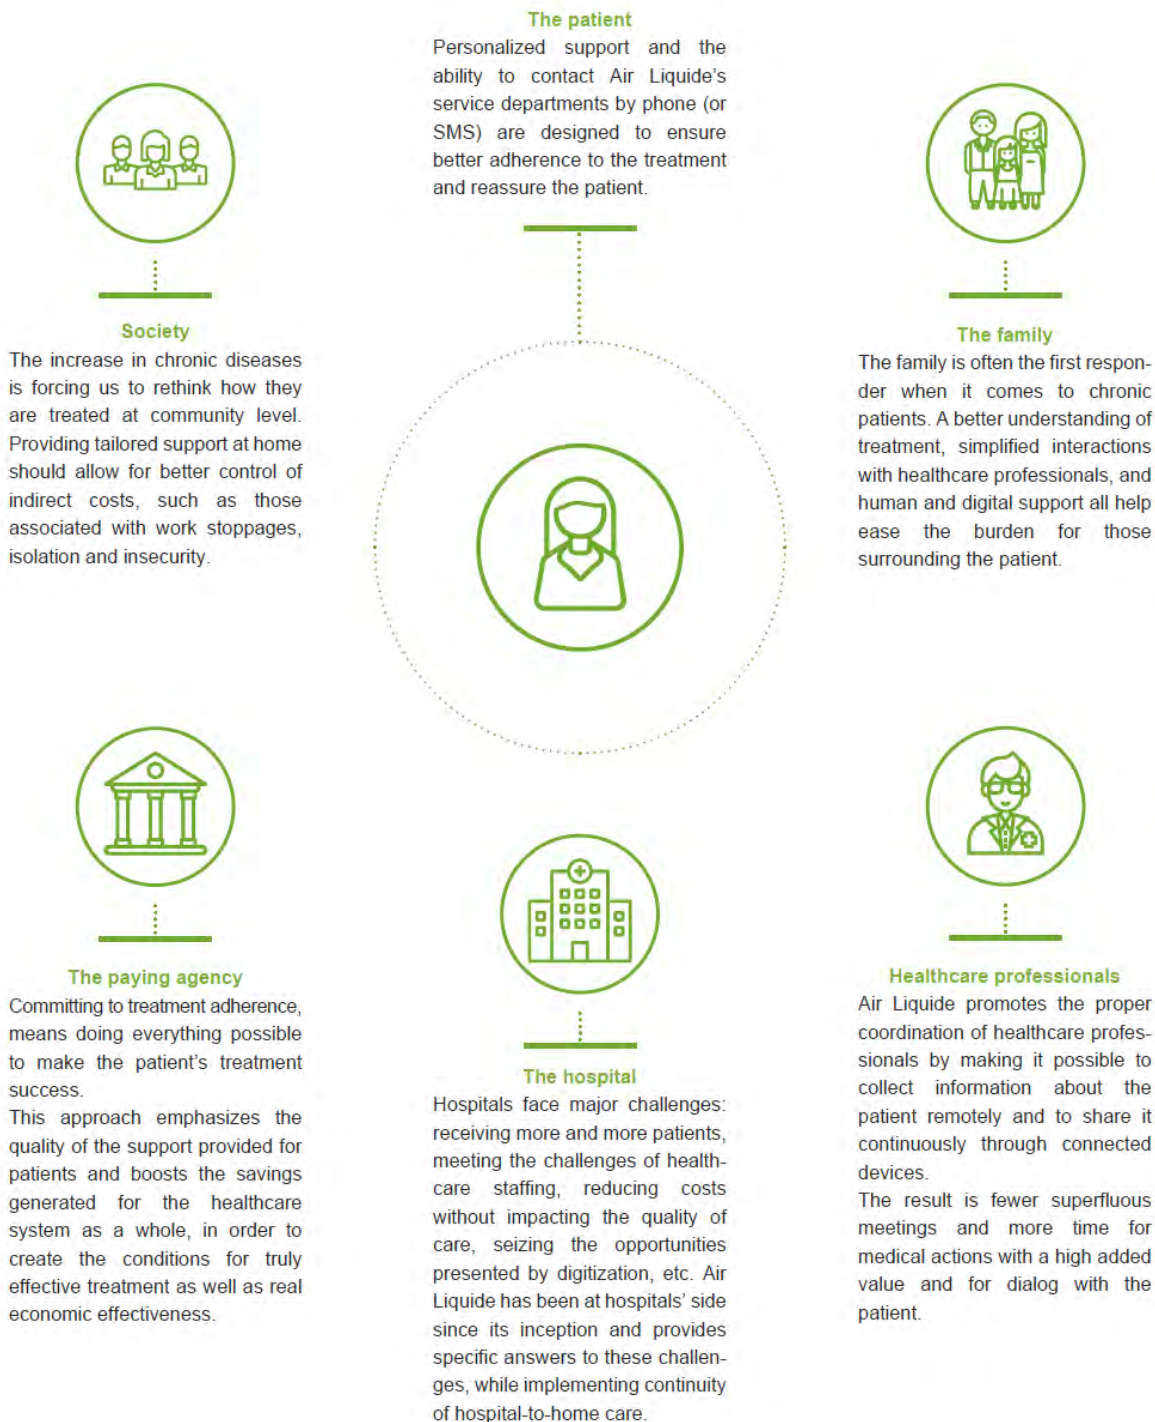 The patient
Personalized support and the
ability to contact Air Liquide's
service departments by phone (or
SMS) are designed to ensure
better adherence to the treatment
and reassure the patient.
Society
The increase in chronic diseases
is forcing us to rethink how they
are treated at community level.
Providing tailored support at home
should allow for better control of
indirect costs, such as those
associated with work stoppages,
isolation and insecurity.
The family
The family is often the first respon-
der when it comes to chronic
patients. A better understanding of
treatment, simplified interactions
with healthcare professionals, and
human and digital support all help
ease the burden for those
surrounding the patient.
The paying agency
Committing to treatment adherence,
means doing everything possible
to make the patient's treatment
success.
This approach emphasizes the
quality of the support provided for
patients and boosts the savings
generated for the healthcare
system as a whole, in order to
create the conditions for truly
effective treatment as well as real
economic effectiveness.
The hospital
Hospitals face major challenges:
receiving more and more patients,
meeting the challenges of health-
care staffing, reducing costs
without impacting the quality of
care, seizing the opportunities
presented by digitization, etc. Air
Liquide has been at hospitals' side
since its inception and provides
specific answers to these challen-
ges, while implementing continuity
of hospital-to-home care.
Healthcare professionals
Air Liquide promotes the proper
coordination of healthcare profes-
sionals by making it possible to
collect information about the
patient remotely and to share it
continuously through connected
devices.
The result is fewer superfluous
meetings and more time for
medical actions with a high added
value and for dialog with the
patient.